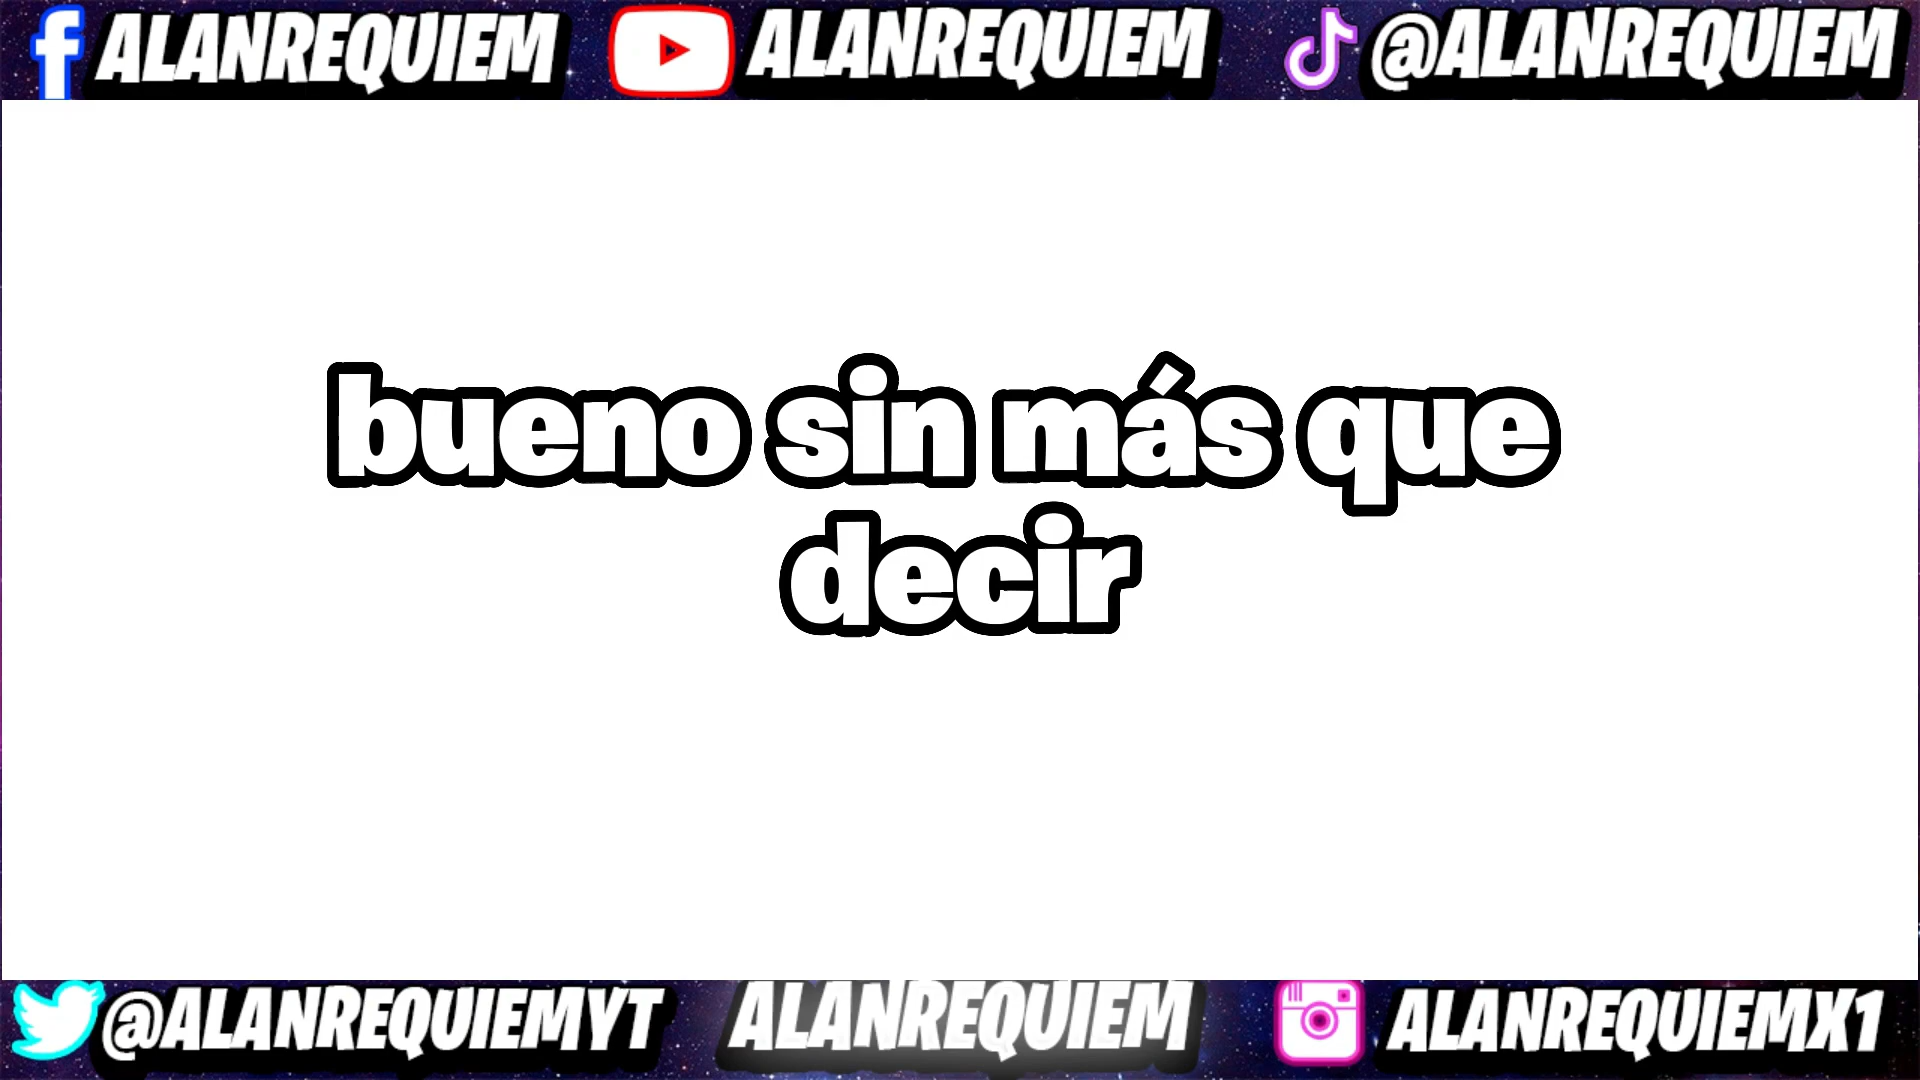 ALANREQUIEM ALANREQUIEM @ALANREQUIEM
bueno sin más que
decir
@ALANREQUIEMYT ALANREQUIEM ALANREQUIEMX1